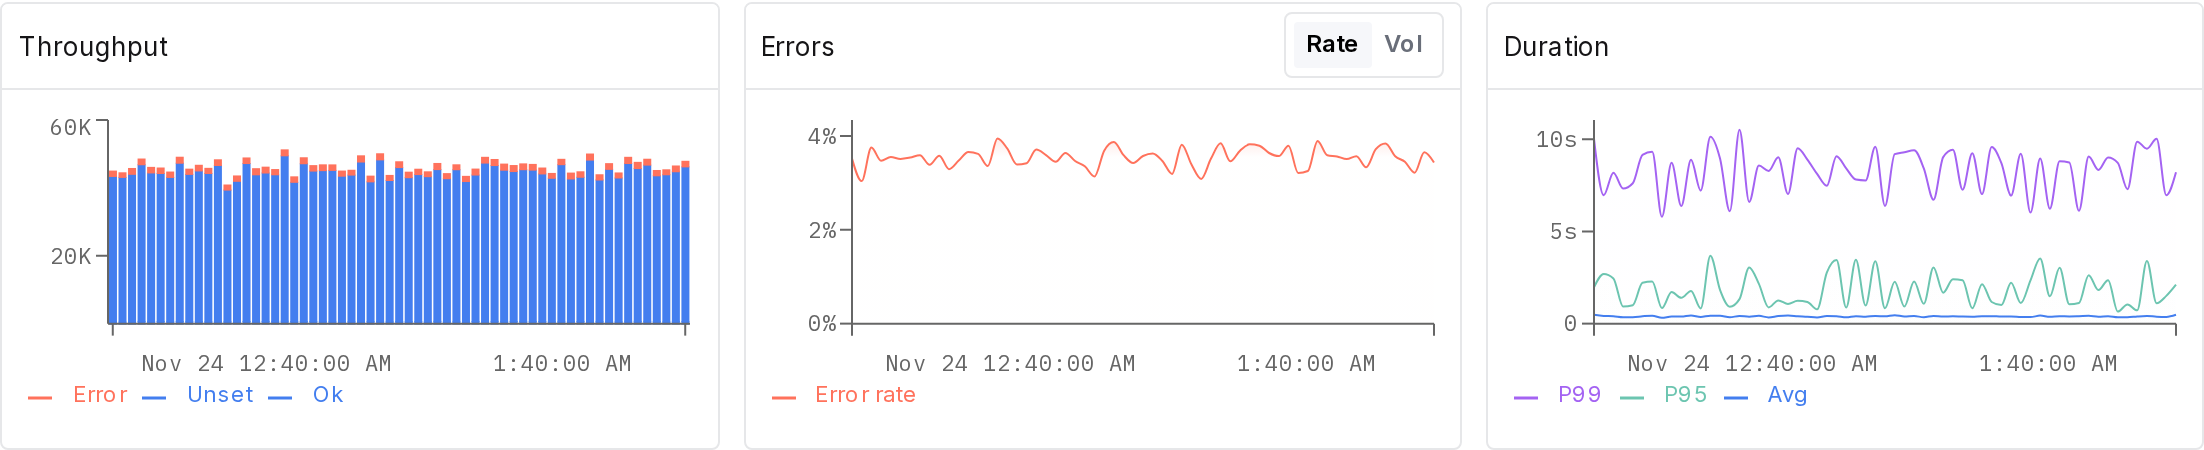 Throughput
60K
20K
Nov 24 12:40:00 AM 1:40:00 AM
Error Unset Ok
Errors
Rate Vol
4%
2%
0%
Nov 24 12:40:00 AM 1:40:00 AM
Error rate
Duration
10s
5s
0
Nov 24 12:40:00 AM 1:40:00 AM
P99 P95 Avg